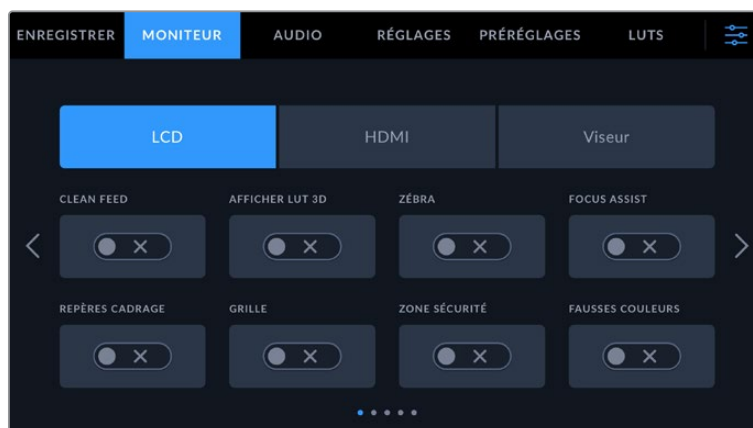 ENREGISTRER MONITEUR AUDIO RÉGLAGES PRÉRÉGLAGES LUTS
LCD HDMI Viseur
CLEAN FEED AFFICHER LUT 3D ZÉBRA FOCUS ASSIST
REPÈRES CADRAGE GRILLE ZONE SÉCURITÉ FAUSSES COULEURS